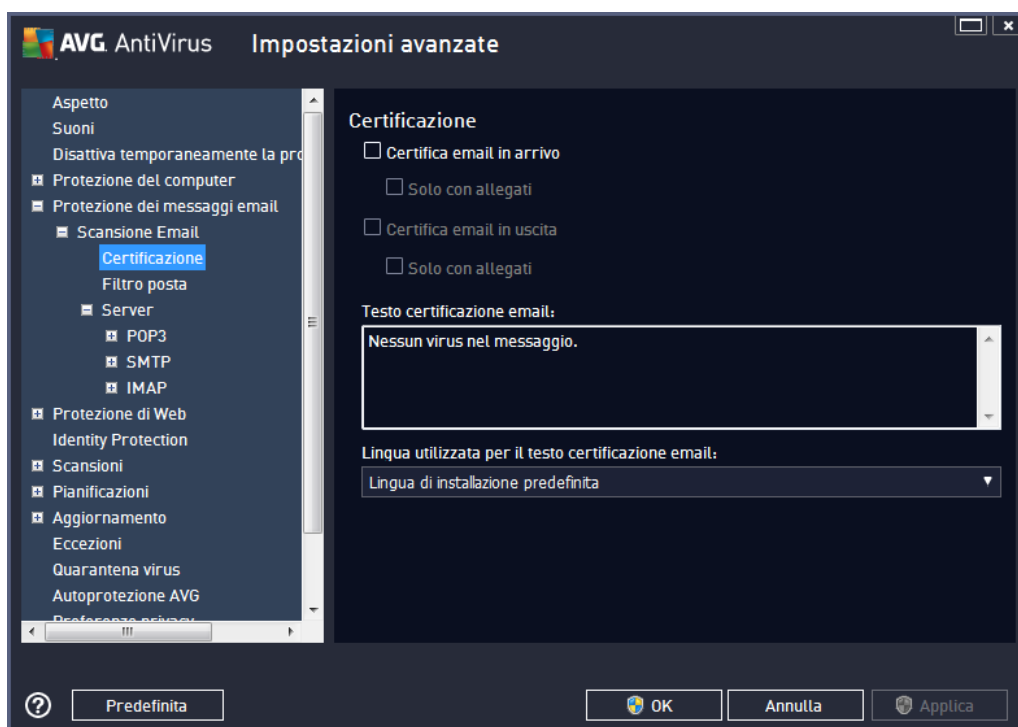 AVG. AntiVirus Impostazioni avanzate
Aspetto
Suoni
Disattiva temporaneamente la pro
Protezione del computer
Protezione dei messaggi email
Scansione Email
Certificazione
Filtro posta
Server
POP3
SMTP
IMAP
Protezione di Web
Identity Protection
Scansioni
Pianificazioni
Aggiornamento
Eccezioni
Quarantena virus
Autoprotezione AVG
Preferenze privacy
Certificazione
Certifica email in arrivo
Solo con allegati
Certifica email in uscita
Solo con allegati
Testo certificazione email:
Nessun virus nel messaggio.
Lingua utilizzata per il testo certificazione email:
Lingua di installazione predefinita
Predefinita
OK
Annulla
Applica